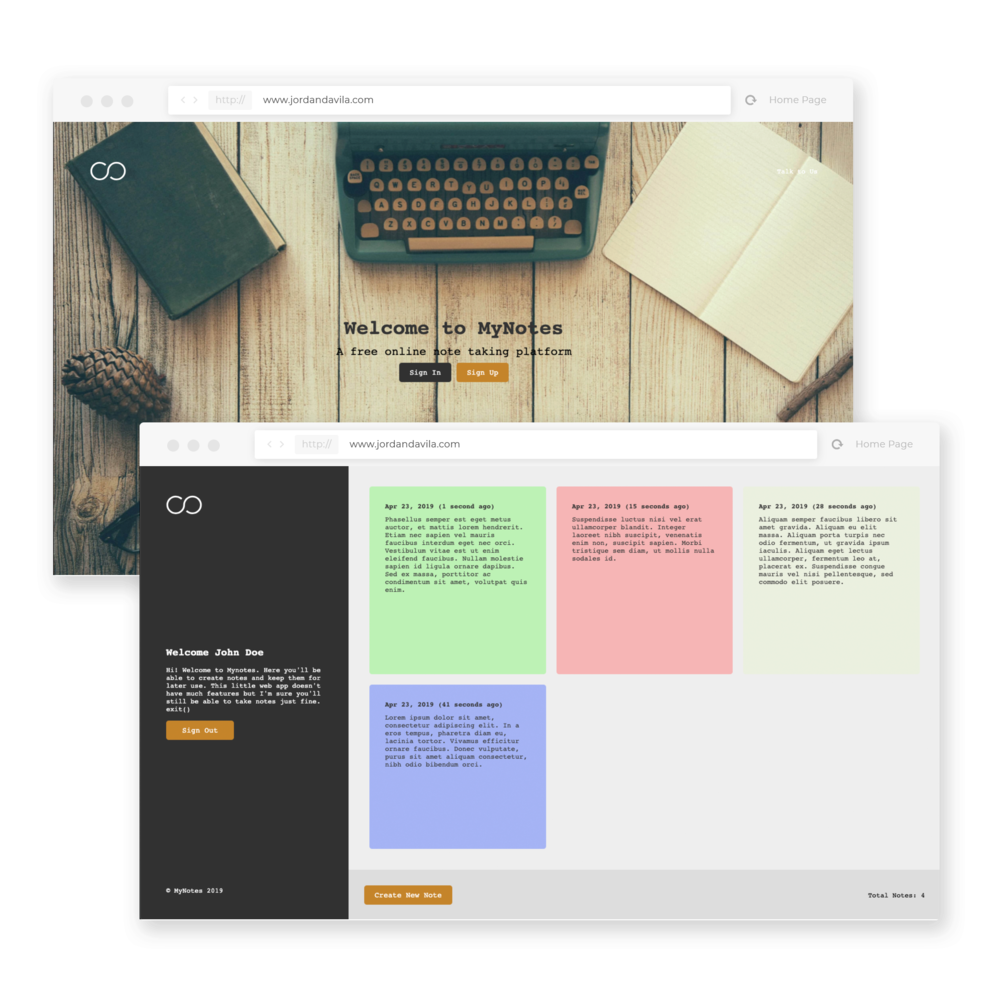 http://
www.jordandavila.com
Home Page
Talk to Us
Q W E R T Y U I O P
A S D F G H J K L
Z X C V B N M
Welcome to MyNotes
A free online note taking platform
Sign In
Sign Up
http://
www.jordandavila.com
Home Page
Welcome John Doe
Hi! Welcome to Mynotes. Here you'll be
able to create notes and keep them for
later use. This little web app doesn't
have much features but I'm sure you'll
still be able to take notes just fine.
exit()
Sign Out
© MyNotes 2019
Apr 23, 2019 (1 second ago)
Phasellus semper est eget metus
auctor, et mattis lorem hendrerit.
Etiam nec sapien vel mauris
faucibus interdum eget nec orci.
Vestibulum vitae est ut enim
eleifend faucibus. Nullam molestie
sapien id ligula ornare dapibus.
Sed ex massa, porttitor ac
condimentum sit amet, volutpat quis
enim.
Apr 23, 2019 (15 seconds ago)
Suspendisse luctus nisi vel erat
ullamcorper blandit. Integer
laoreet nibh suscipit, venenatis
enim non, suscipit sapien. Morbi
tristique sem diam, ut mollis nulla
sodales id.
Apr 23, 2019 (28 seconds ago)
Aliquam semper faucibus libero sit
amet gravida. Aliquam eu elit
massa. Aliquam porta turpis nec
odio fermentum, ut gravida ipsum
iaculis. Aliquam eget lectus
ullamcorper, fermentum leo at,
placerat ex. Suspendisse congue
mauris vel nisi pellentesque, sed
commodo elit posuere.
Apr 23, 2019 (41 seconds ago)
Lorem ipsum dolor sit amet,
consectetur adipiscing elit. In a
eros tempus, pharetra diam eu,
lacinia tortor. Vivamus efficitur
ornare faucibus. Donec vulputate,
purus sit amet aliquam consectetur,
nibh odio bibendum orci.
Create New Note
Total Notes: 4